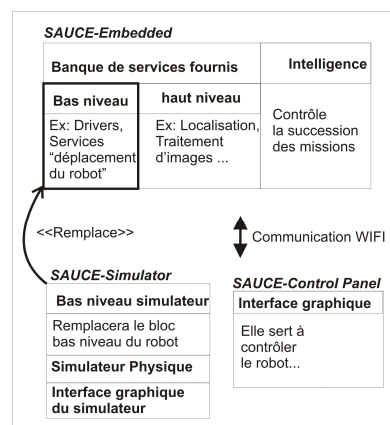 SAUCE-Embedded
Banque de services fournis
Intelligence
Bas niveau
haut niveau
Ex: Drivers,
Services
“déplacement
du robot”
Ex: Localisation,
Traitement
d'images ...
Contrôle
la succession
des missions
<<Remplace>>
Communication WIFI
SAUCE-Simulator
Bas niveau simulateur
Remplacera le bloc
bas niveau du robot
Simulateur Physique
Interface graphique
du simulateur
SAUCE-Control Panel
Interface graphique
Elle sert à
contrôler
le robot...